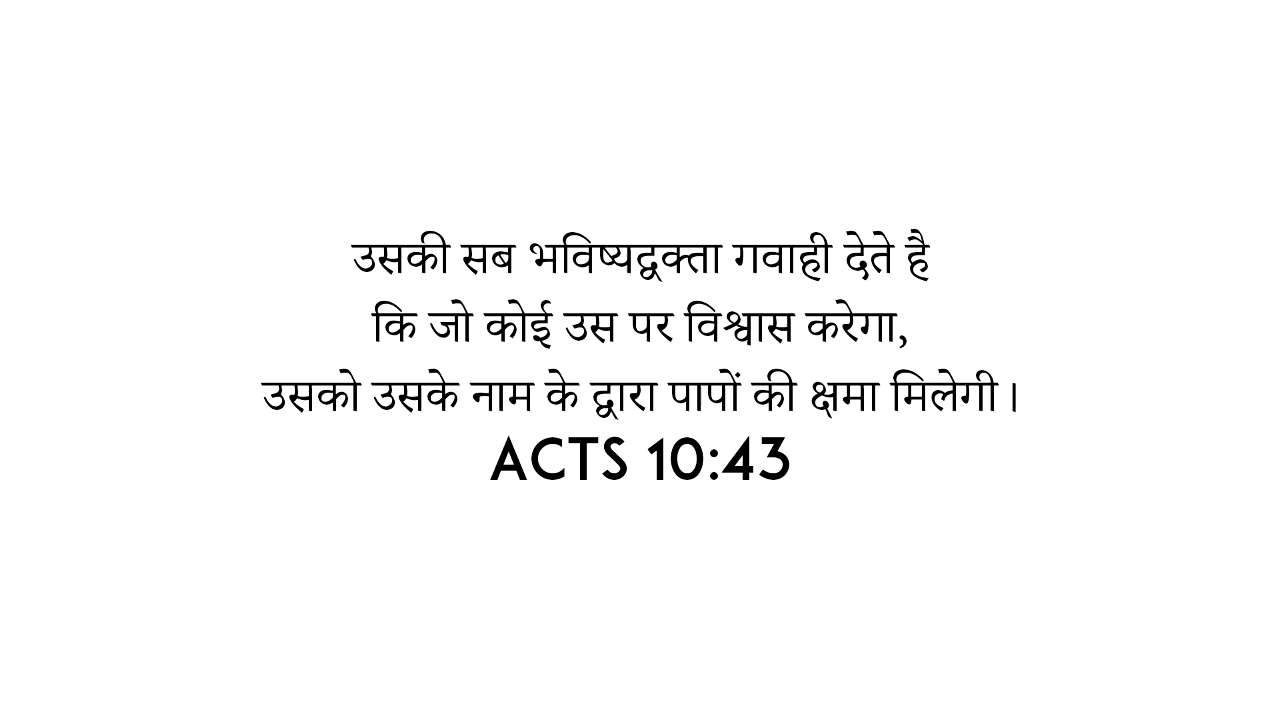 उसकी सब भविष्यद्वक्ता गवाही देते है
कि जो कोई उस पर विश्वास करेगा,
उसको उसके नाम के द्वारा पापों की क्षमा मिलेगी।
ACTS 10:43